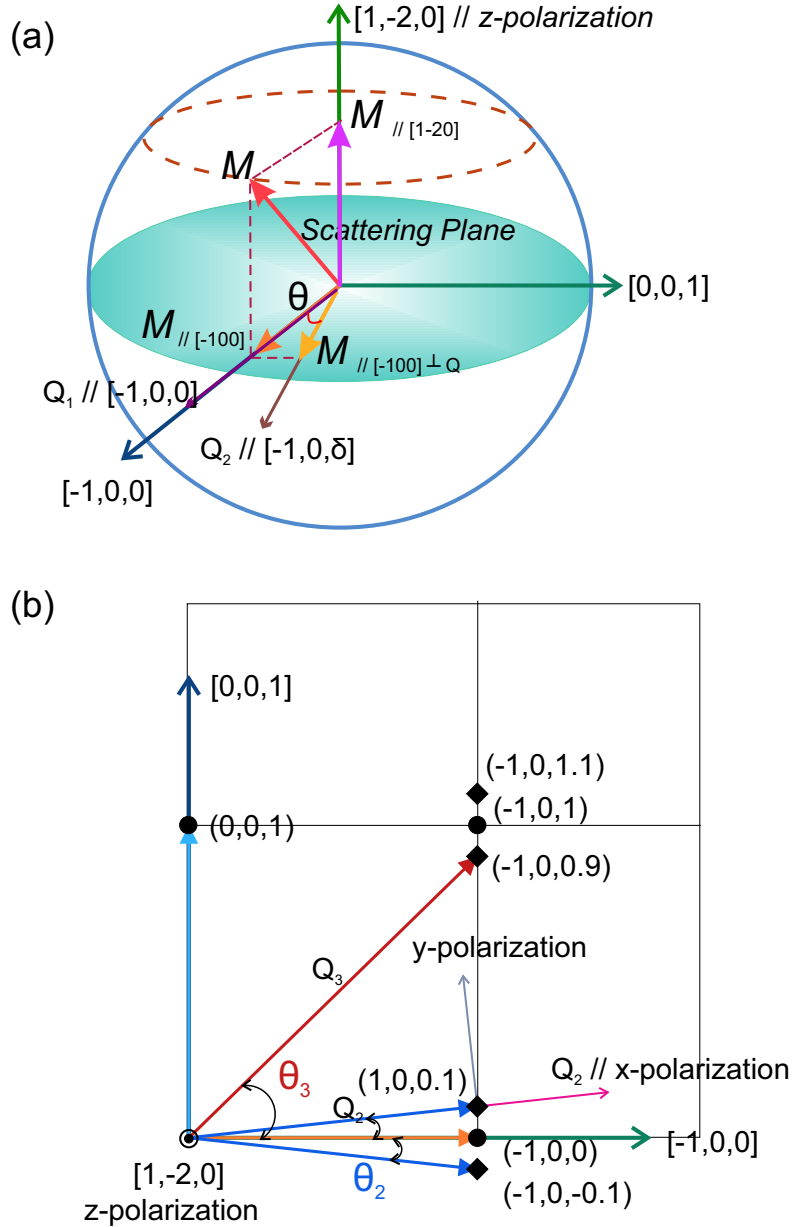 (a)
[1,-2,0] // z-polarization
M // [1-20]
M
Scattering Plane
[0,0,1]
θ
M // [-100]
M // [-100] ⊥ Q
Q₁ // [-1,0,0]
Q₂ // [-1,0,δ]
[-1,0,0]
(b)
[0,0,1]
(-1,0,1.1)
(0,0,1)
(-1,0,1)
(-1,0,0.9)
y-polarization
Q₃
(1,0,0.1)
Q₂ // x-polarization
θ₃
Q₂
(-1,0,0)
[-1,0,0]
[1,-2,0]
θ₂
(-1,0,-0.1)
z-polarization